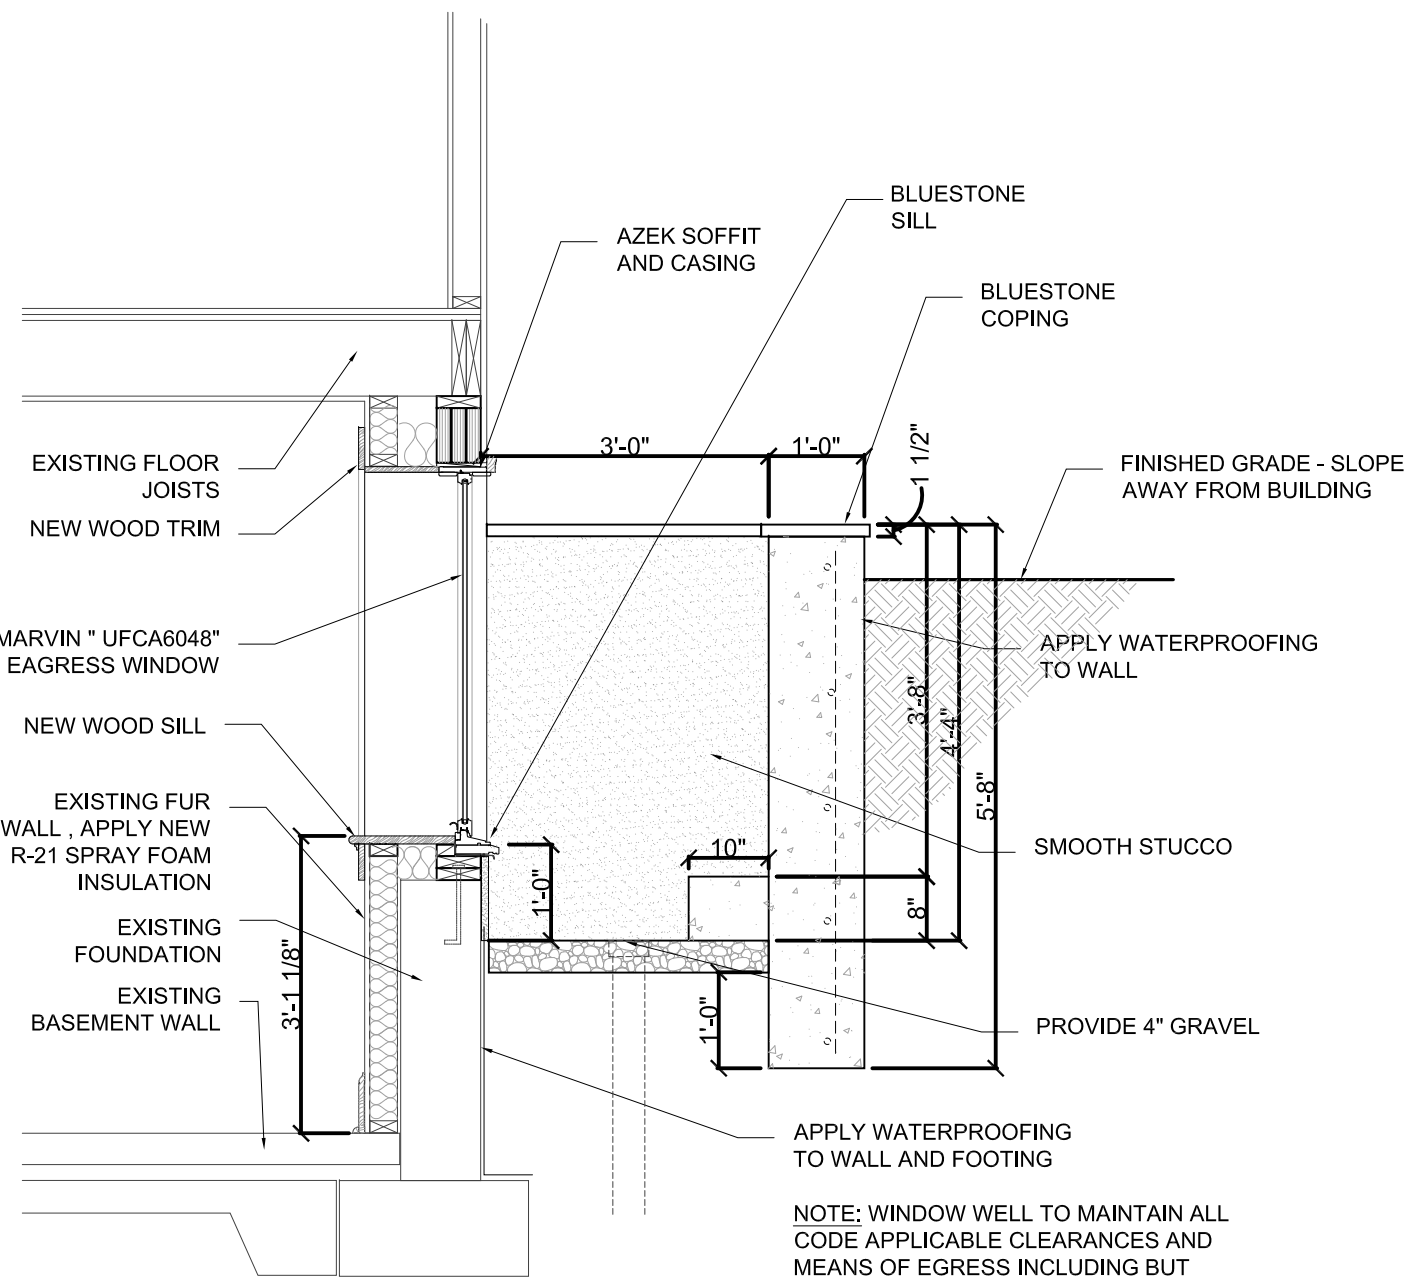 BLUESTONE
SILL
AZEK SOFFIT
AND CASING
BLUESTONE
COPING
3'-0"
1'-0"
1 1/2"
EXISTING FLOOR
JOISTS
FINISHED GRADE - SLOPE
AWAY FROM BUILDING
NEW WOOD TRIM
MARVIN " UFCA6048"
EAGRESS WINDOW
APPLY WATERPROOFING
TO WALL
3'-8"
4'-4"
5'-8"
NEW WOOD SILL
EXISTING FUR
WALL , APPLY NEW
R-21 SPRAY FOAM
INSULATION
SMOOTH STUCCO
10"
1'-0"
8"
EXISTING
FOUNDATION
3'-1 1/8"
EXISTING
BASEMENT WALL
1'-0"
PROVIDE 4" GRAVEL
APPLY WATERPROOFING
TO WALL AND FOOTING
NOTE: WINDOW WELL TO MAINTAIN ALL
CODE APPLICABLE CLEARANCES AND
MEANS OF EGRESS INCLUDING BUT